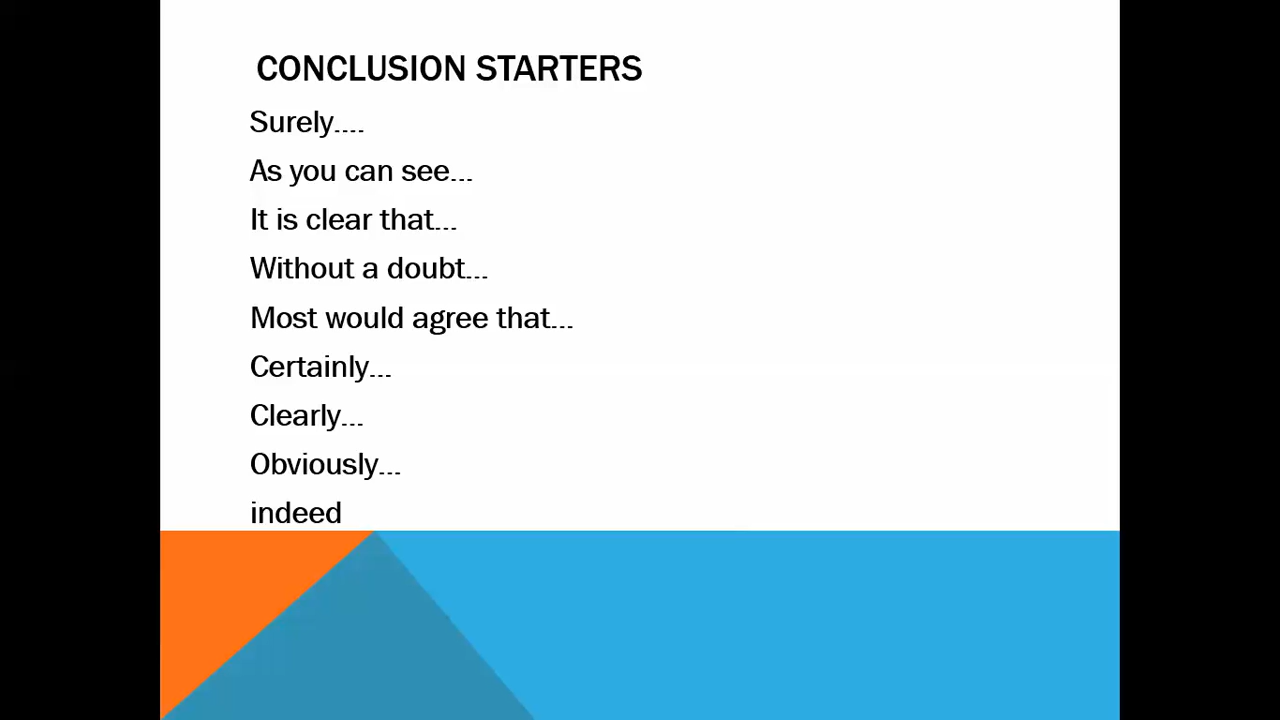 CONCLUSION STARTERS
Surely....
As you can see...
It is clear that...
Without a doubt...
Most would agree that...
Certainly...
Clearly...
Obviously...
indeed